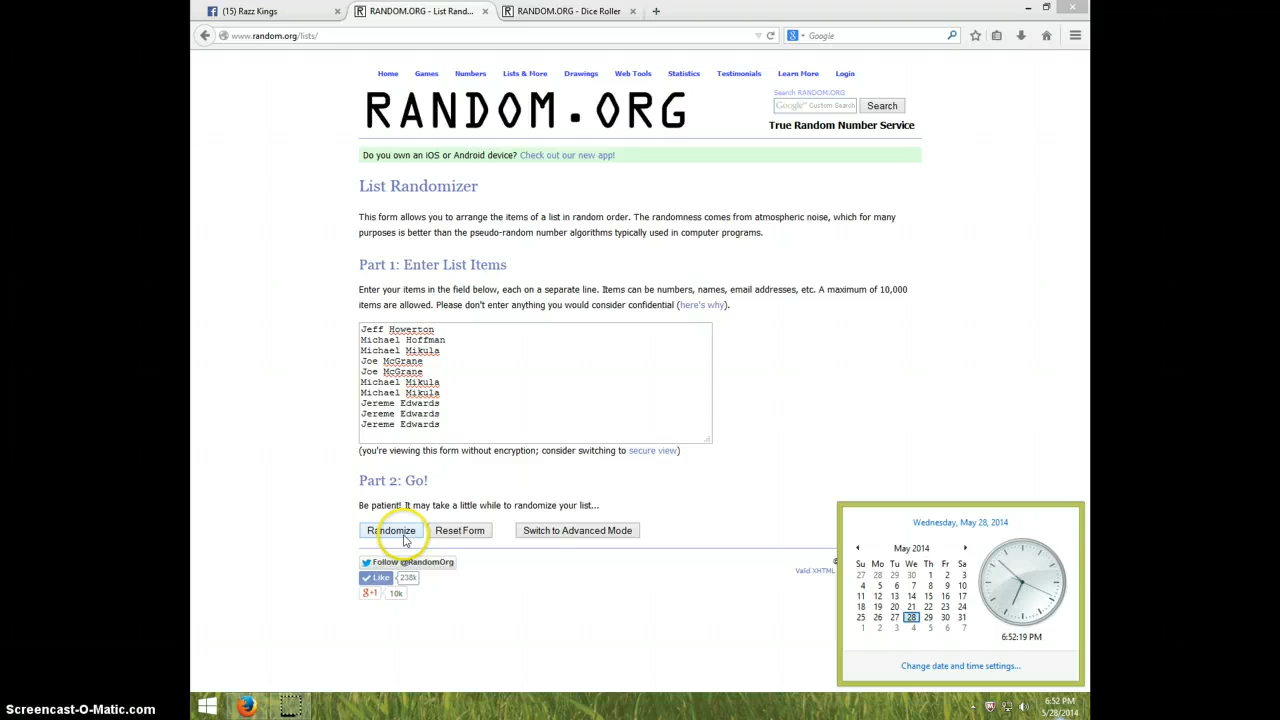 (15) Razz Kings
RANDOM.ORG - List Rand...
RANDOM.ORG - Dice Roller
www.random.org/lists/
Google
Home Games Numbers Lists & More Drawings Web Tools Statistics Testimonials Learn More Login
Search RANDOM.ORG
Google Custom Search
Search
RANDOM.ORG
True Random Number Service
Do you own an iOS or Android device? Check out our new app!
List Randomizer
This form allows you to arrange the items of a list in random order. The randomness comes from atmospheric noise, which for many
purposes is better than the pseudo-random number algorithms typically used in computer programs.
Part 1: Enter List Items
Enter your items in the field below, each on a separate line. Items can be numbers, names, email addresses, etc. A maximum of 10,000
items are allowed. Please don't enter anything you would consider confidential (here's why).
Jeff Howerton
Michael Hoffman
Michael Mikula
Joe McGrane
Joe McGrane
Michael Mikula
Michael Mikula
Jereme Edwards
Jereme Edwards
Jereme Edwards
(you're viewing this form without encryption; consider switching to secure view)
Part 2: Go!
Be patient! It may take a little while to randomize your list...
Randomize Reset Form Switch to Advanced Mode
Follow @RandomOrg
Like 238k
g+1 10k
©
Valid XHTML
Wednesday, May 28, 2014
May 2014
Su Mo Tu We Th Fr Sa
27 28 29 30 1 2 3
4 5 6 7 8 9 10
11 12 13 14 15 16 17
18 19 20 21 22 23 24
25 26 27 28 29 30 31
1 2 3 4 5 6 7
6:52:19 PM
Change date and time settings...
6:52 PM
5/28/2014
Screencast-O-Matic.com